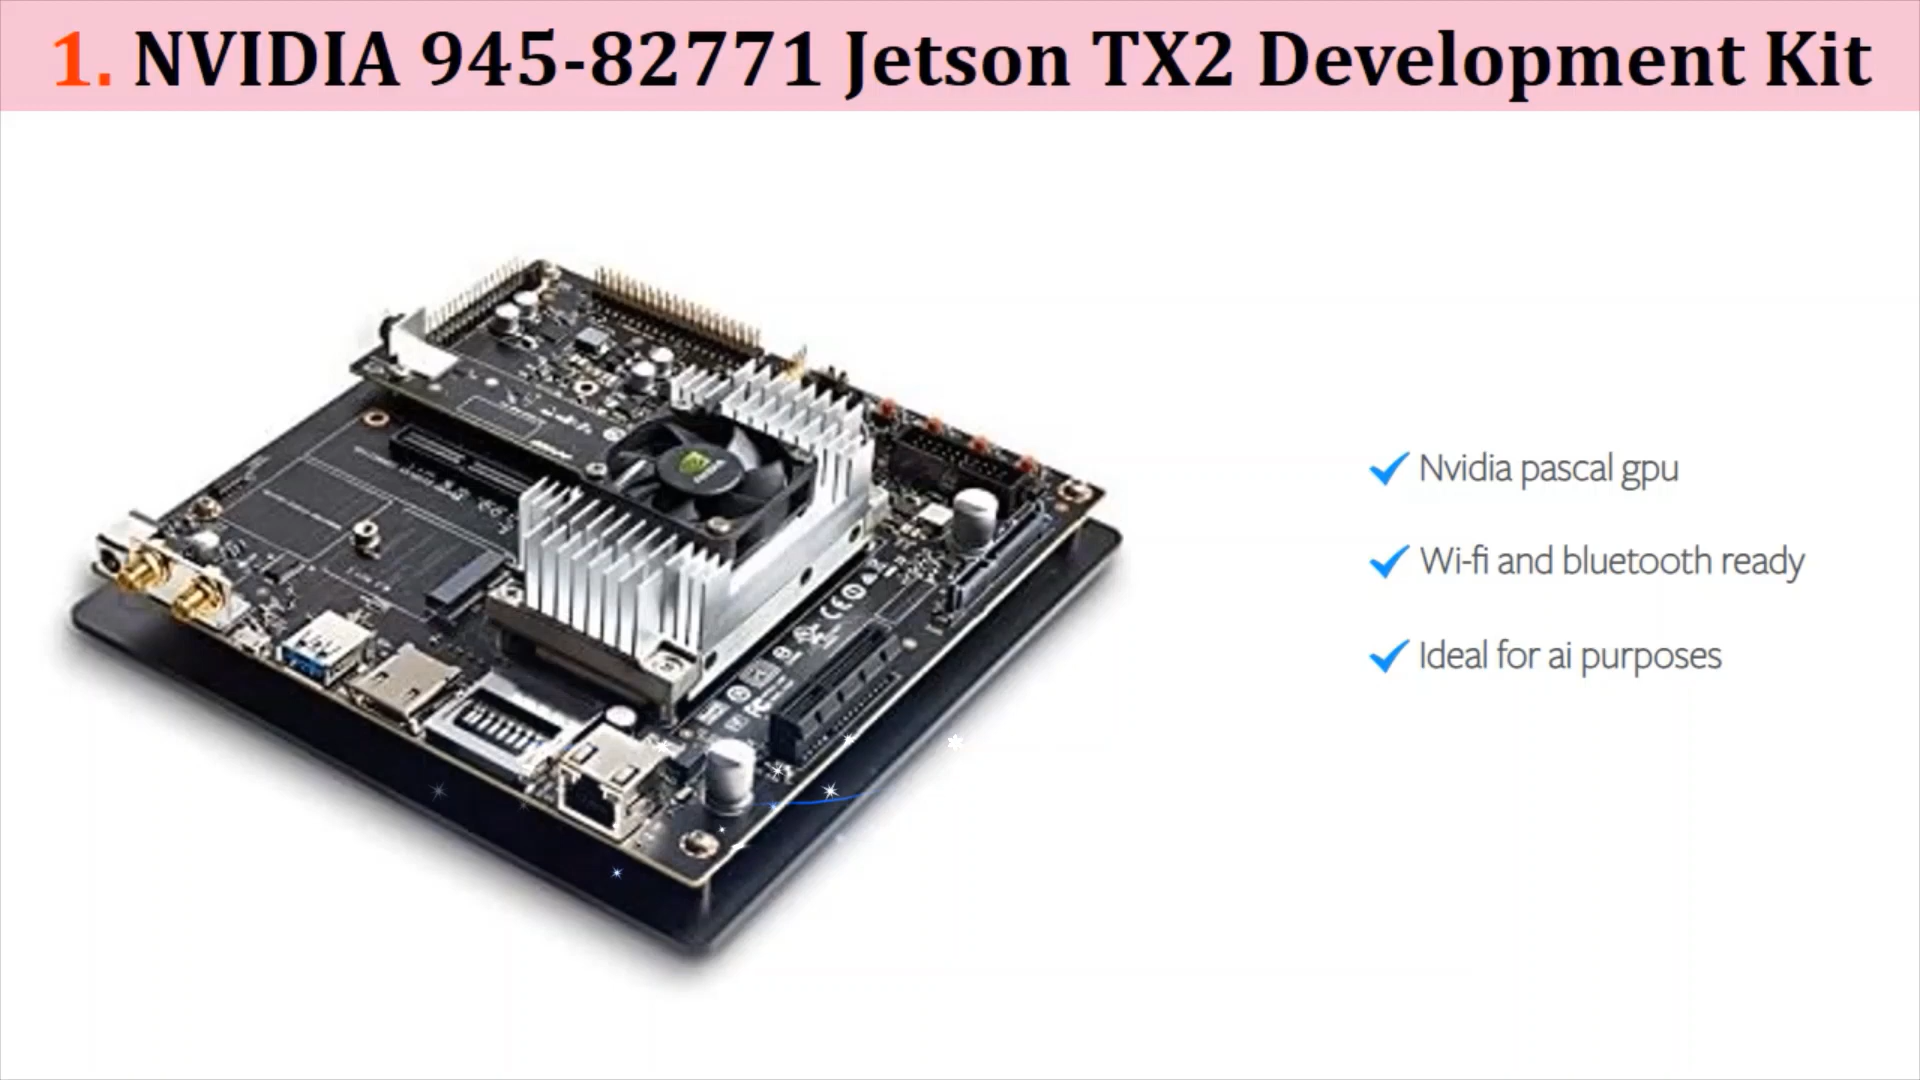 1. NVIDIA 945-82771 Jetson TX2 Development Kit
Nvidia pascal gpu
Wi-fi and bluetooth ready
Ideal for ai purposes